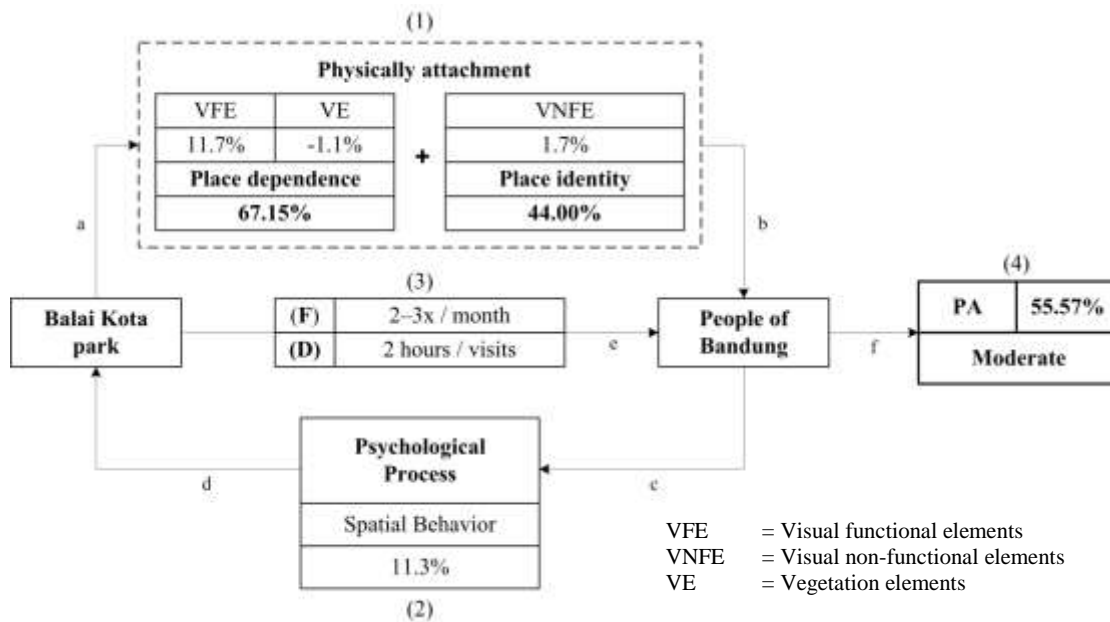 (1)
Physically attachment
VFE VE
11.7% -1.1%
Place dependence
67.15%
+
VNFE
1.7%
Place identity
44.00%
a
b
(3)
(F) 2–3x / month
(D) 2 hours / visits
Balai Kota
park
e
People of
Bandung
f
(4)
PA 55.57%
Moderate
Psychological
Process
Spatial Behavior
11.3%
(2)
d
c
VFE = Visual functional elements
VNFE = Visual non-functional elements
VE = Vegetation elements